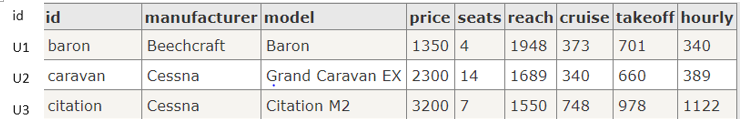 id id manufacturer model price seats reach cruise takeoff hourly
U1 baron Beechcraft Baron 1350 4 1948 373 701 340
U2 caravan Cessna Grand Caravan EX 2300 14 1689 340 660 389
U3 citation Cessna Citation M2 3200 7 1550 748 978 1122